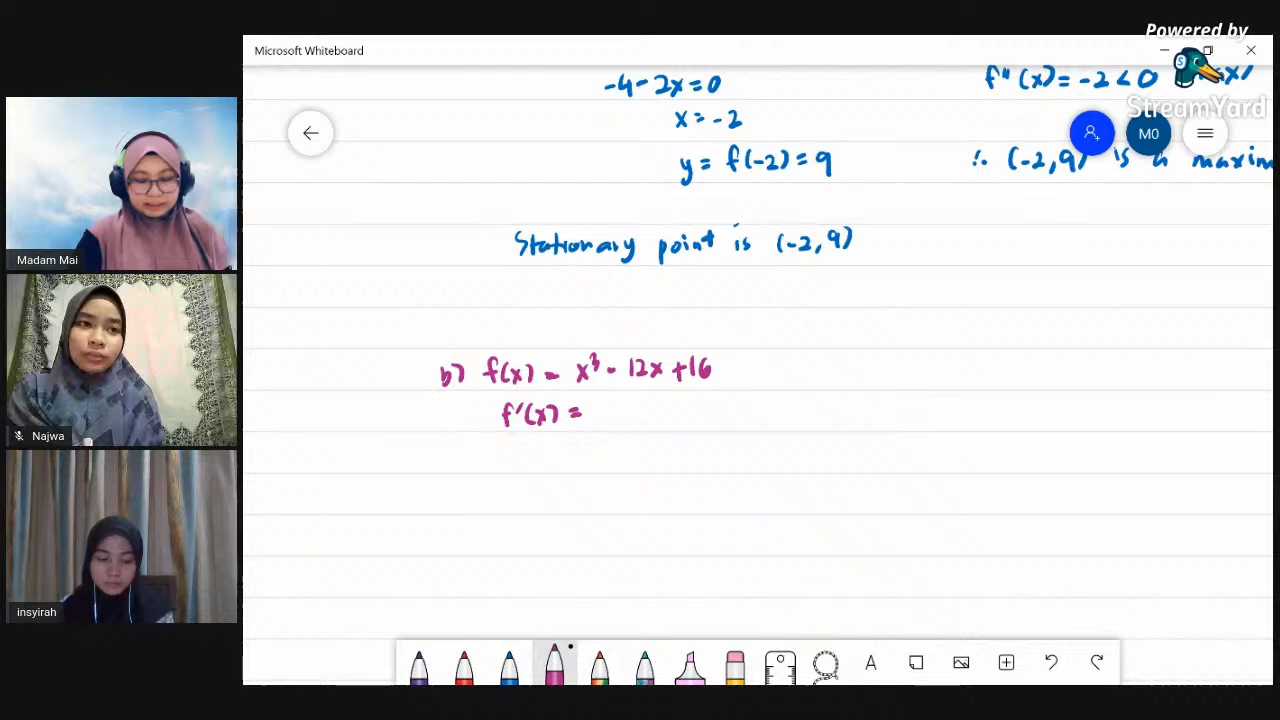 Powered by
StreamYard
Microsoft Whiteboard
-4-2x=0
x=-2
y = f(-2) = 9
f"(x) = -2 < 0
∴ (-2,9) is a maxim
M0
Stationary point is (-2, 9)
b) f(x) = x³ - 12x + 16
f'(x) =
Madam Mai
Najwa
insyirah
A